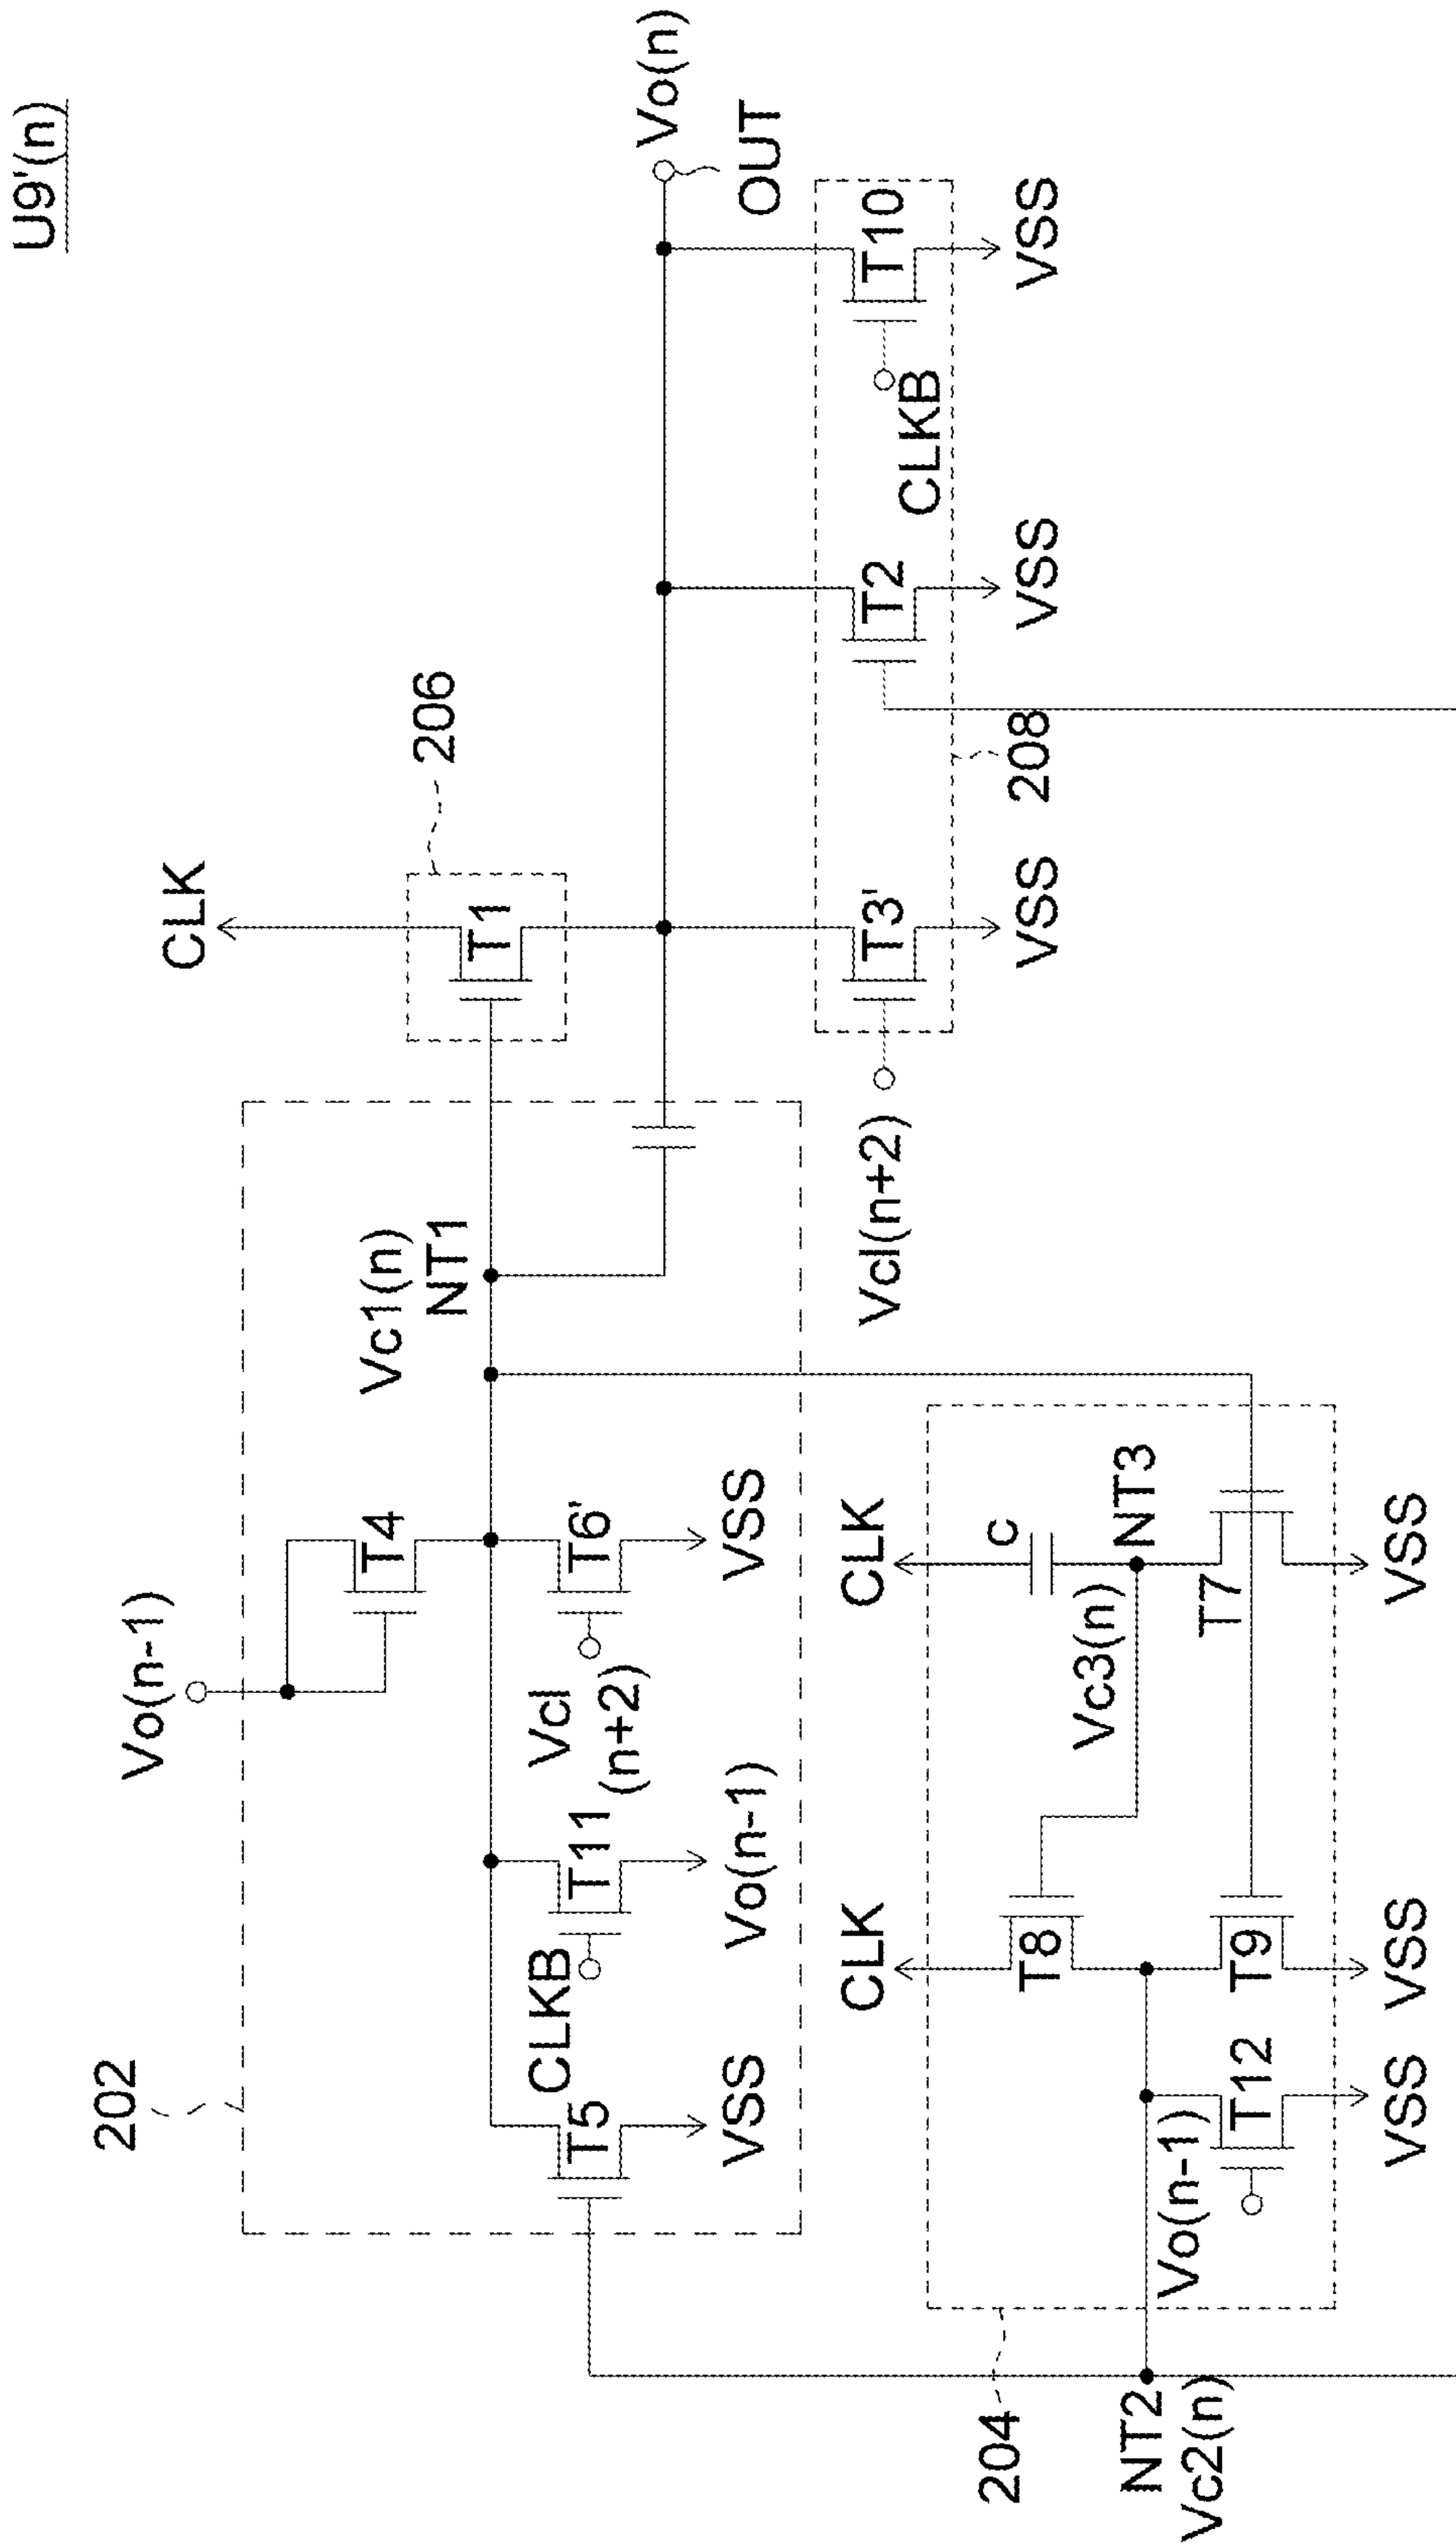 U9'(n)
CLK
206
T1
Vo(n)
OUT
Vo(n-1)
202
T4
Vc1(n)
NT1
T5
CLKB
T11
Vcl
(n+2)
T6'
VSS
Vo(n-1)
VSS
Vcl(n+2)
T3'
T2
CLKB
T10
208
VSS
VSS
VSS
CLK
CLK
C
T8
Vc3(n)
NT3
204
NT2
Vc2(n)
Vo(n-1)
T12
T9
T7
VSS
VSS
VSS